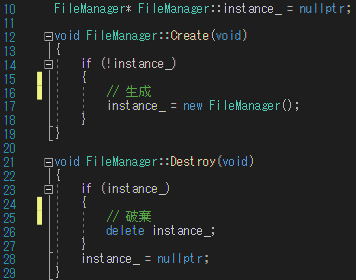 10 FileManager* FileManager::instance_ = nullptr;
11
12 void FileManager::Create(void)
13 {
14 if (!instance_)
15 {
16 // 生成
17 instance_ = new FileManager();
18 }
19 }
20
21 void FileManager::Destroy(void)
22 {
23 if (instance_)
24 {
25 // 破棄
26 delete instance_;
27 }
28 instance_ = nullptr;
29 }